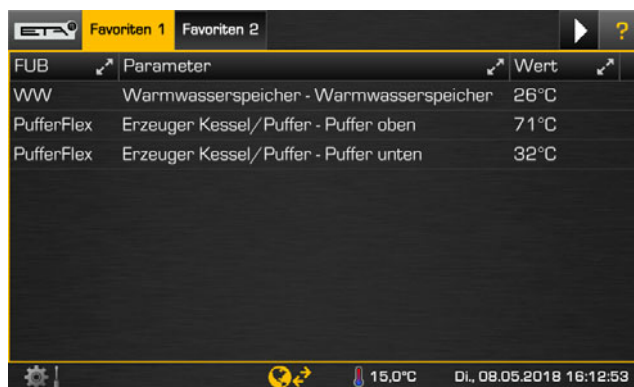 ETA Favoriten 1 Favoriten 2 ?
FUB Parameter Wert
WW Warmwasserspeicher - Warmwasserspeicher 26°C
PufferFlex Erzeuger Kessel/Puffer - Puffer oben 71°C
PufferFlex Erzeuger Kessel/Puffer - Puffer unten 32°C
15,0°C Di., 08.05.2018 16:12:53